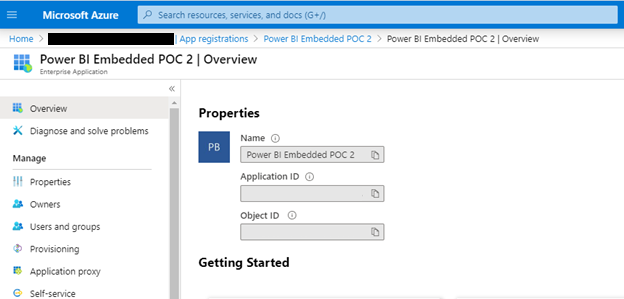 Microsoft Azure
Search resources, services, and docs (G+/)
Home > | App registrations > Power BI Embedded POC 2 > Power BI Embedded POC 2 | Overview
Power BI Embedded POC 2 | Overview
Enterprise Application
«
Overview
Diagnose and solve problems
Manage
Properties
Owners
Users and groups
Provisioning
Application proxy
Self-service
Properties
PB
Name
Power BI Embedded POC 2
Application ID
Object ID
Getting Started